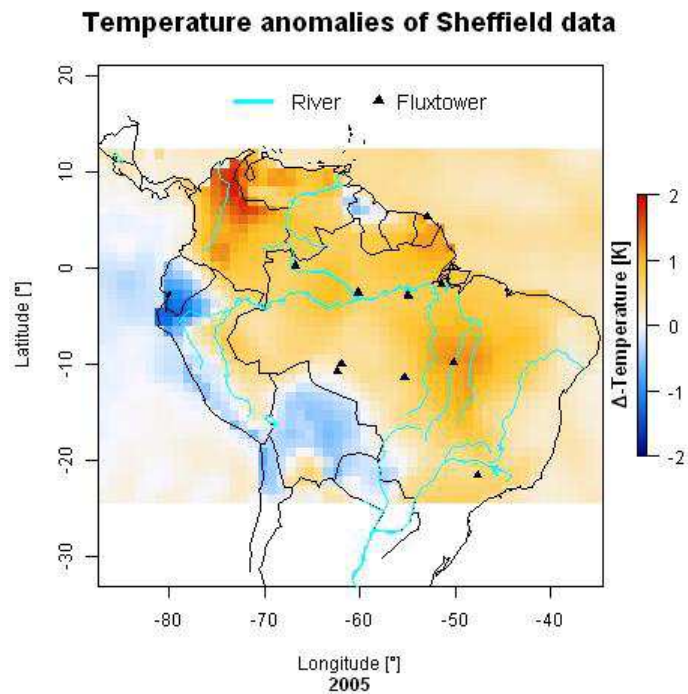 Temperature anomalies of Sheffield data
River Fluxtower
20
10
0
-10
-20
-30
Latitude [°]
-80 -70 -60 -50 -40
Longitude [°]
2005
2
1
0
-1
-2
Δ-Temperature [K]